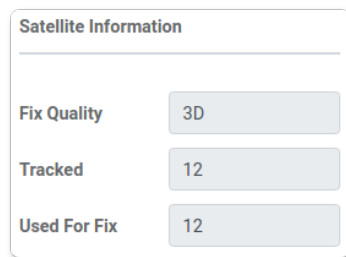 Satellite Information
Fix Quality 3D
Tracked 12
Used For Fix 12